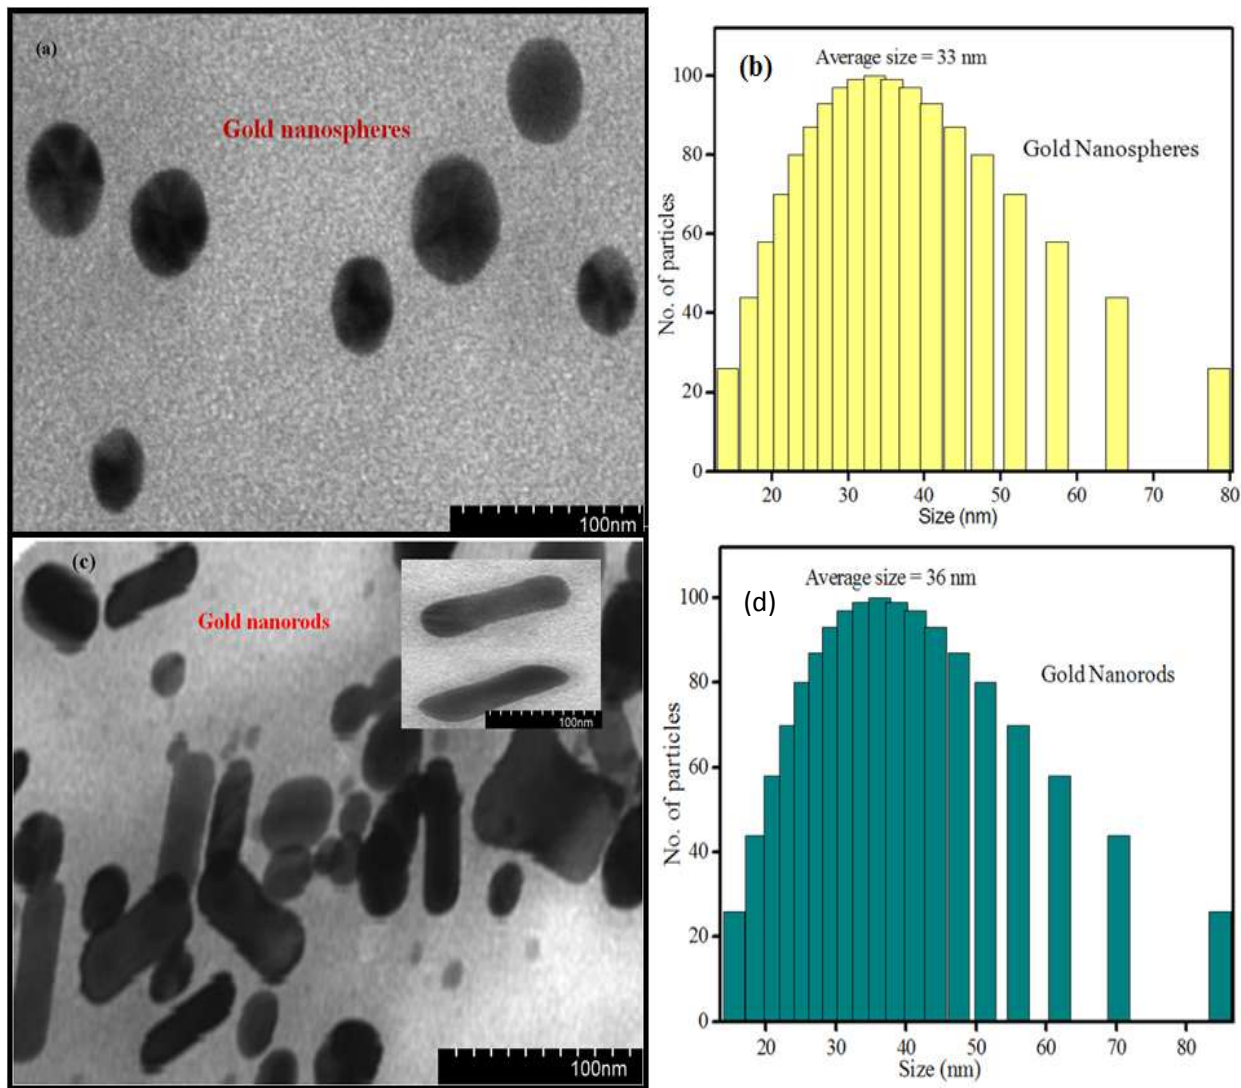 (a)
Gold nanospheres
100nm
(b)
Average size = 33 nm
Gold Nanospheres
No. of particles
100
80
60
40
20
0
20 30 40 50 60 70 80
Size (nm)
(c)
Gold nanorods
100nm
100nm
(d)
Average size = 36 nm
Gold Nanorods
No. of particles
100
80
60
40
20
0
20 30 40 50 60 70 80
Size (nm)